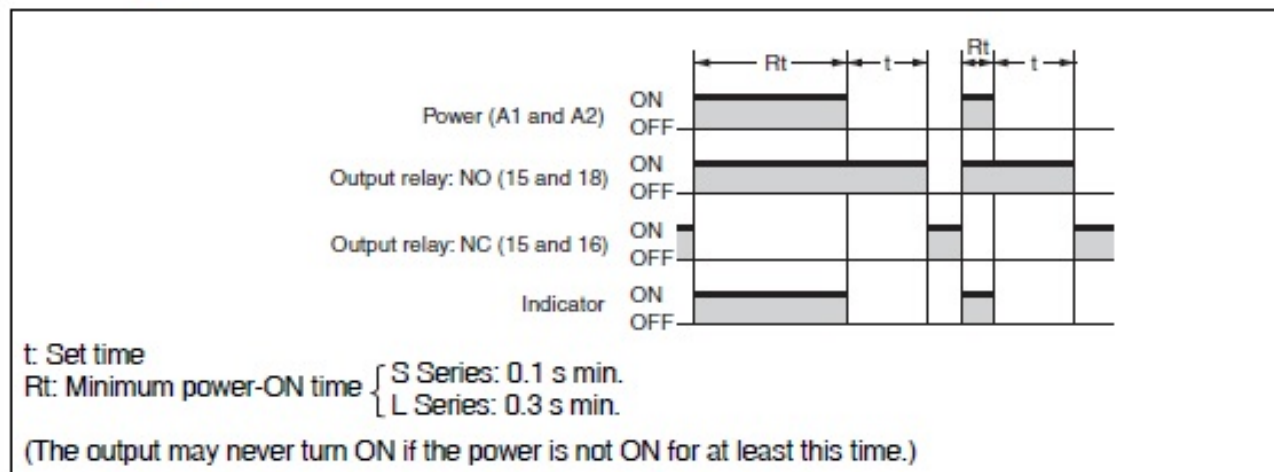 Rt t Rt t
Power (A1 and A2) ON
OFF
Output relay: NO (15 and 18) ON
OFF
Output relay: NC (15 and 16) ON
OFF
Indicator ON
OFF
t: Set time
Rt: Minimum power-ON time { S Series: 0.1 s min.
L Series: 0.3 s min.
(The output may never turn ON if the power is not ON for at least this time.)